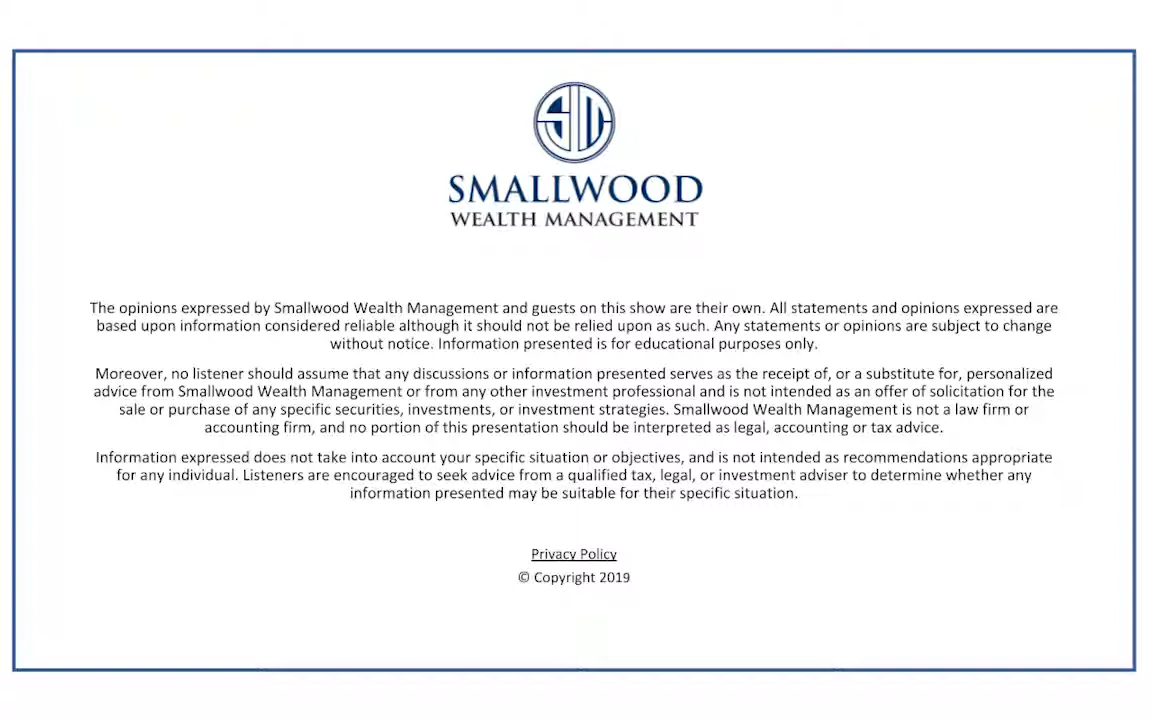 SMALLWOOD
WEALTH MANAGEMENT
The opinions expressed by Smallwood Wealth Management and guests on this show are their own. All statements and opinions expressed are
based upon information considered reliable although it should not be relied upon as such. Any statements or opinions are subject to change
without notice. Information presented is for educational purposes only.
Moreover, no listener should assume that any discussions or information presented serves as the receipt of, or a substitute for, personalized
advice from Smallwood Wealth Management or from any other investment professional and is not intended as an offer of solicitation for the
sale or purchase of any specific securities, investments, or investment strategies. Smallwood Wealth Management is not a law firm or
accounting firm, and no portion of this presentation should be interpreted as legal, accounting or tax advice.
Information expressed does not take into account your specific situation or objectives, and is not intended as recommendations appropriate
for any individual. Listeners are encouraged to seek advice from a qualified tax, legal, or investment adviser to determine whether any
information presented may be suitable for their specific situation.
Privacy Policy
© Copyright 2019